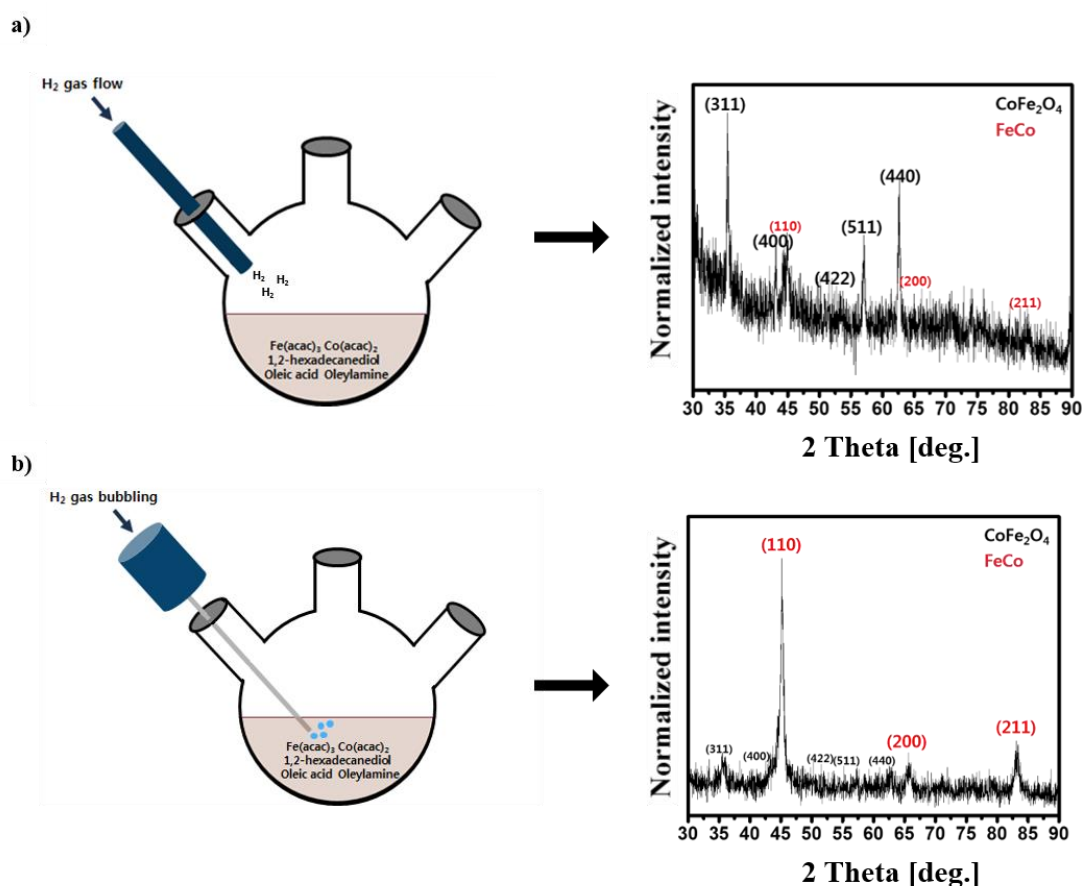 a)
H₂ gas flow
H₂ H₂
H₂
Fe(acac)₃ Co(acac)₂
1,2-hexadecanediol
Oleic acid Oleylamine
Normalized intensity
CoFe₂O₄
FeCo
(311)
(440)
(110)
(511)
(400)
(422)
(200)
(211)
30 35 40 45 50 55 60 65 70 75 80 85 90
2 Theta [deg.]
b)
H₂ gas bubbling
Fe(acac)₃ Co(acac)₂
1,2-hexadecanediol
Oleic acid Oleylamine
Normalized intensity
CoFe₂O₄
FeCo
(110)
(211)
(200)
(311)
(400)
(422)
(511)
(440)
30 35 40 45 50 55 60 65 70 75 80 85 90
2 Theta [deg.]